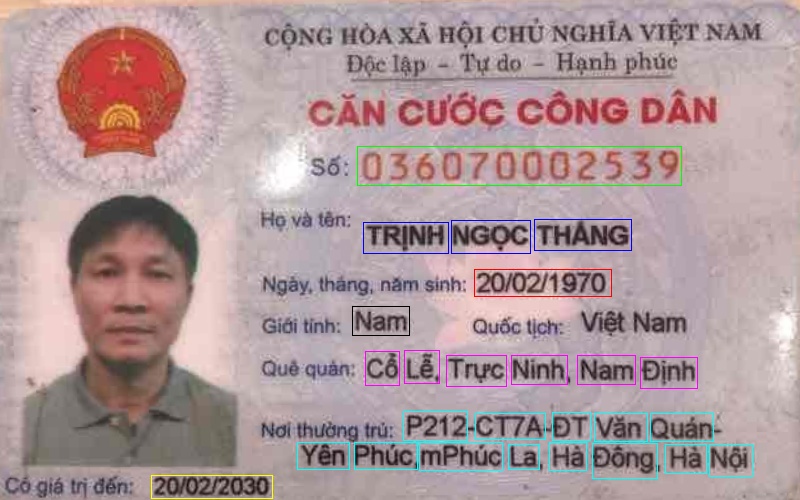 CỘNG HÒA XÃ HỘI CHỦ NGHĨA VIỆT NAM
Độc lập - Tự do - Hạnh phúc
CĂN CƯỚC CÔNG DÂN
Số: 036070002539
Họ và tên: TRỊNH NGỌC THẮNG
Ngày, tháng, năm sinh: 20/02/1970
Giới tính: Nam Quốc tịch: Việt Nam
Quê quán: Cổ Lễ, Trực Ninh, Nam Định
Nơi thường trú: P212-CT7A-ĐT Văn Quán-
Yên Phúc,mPhúc La, Hà Đông, Hà Nội
Có giá trị đến: 20/02/2030